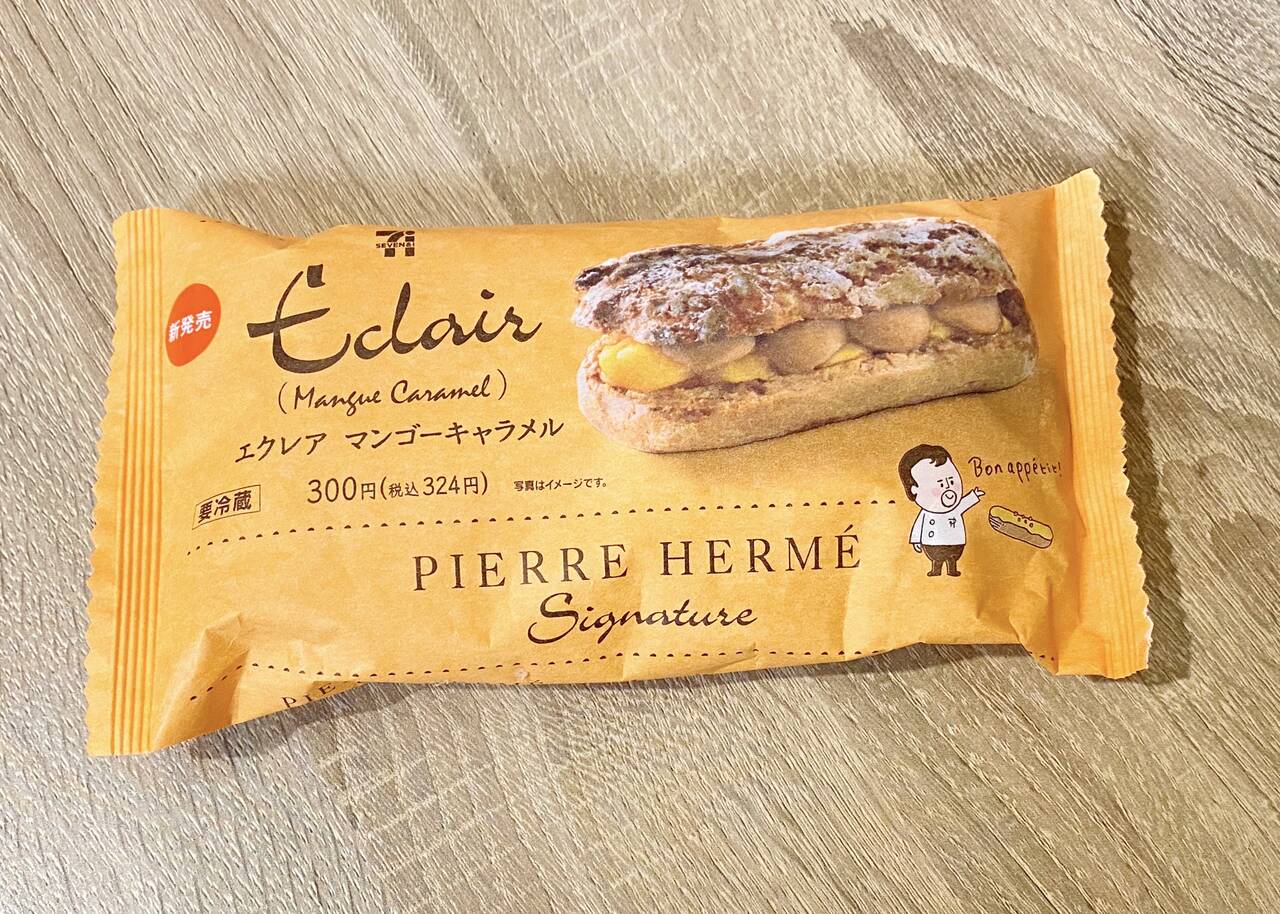 SEVEN&i
新発売
Éclair
(Mangue Caramel)
エクレア マンゴーキャラメル
300円(税込324円)
写真はイメージです。
要冷蔵
Bon appétit!
PIERRE HERMÉ
Signature
PIE